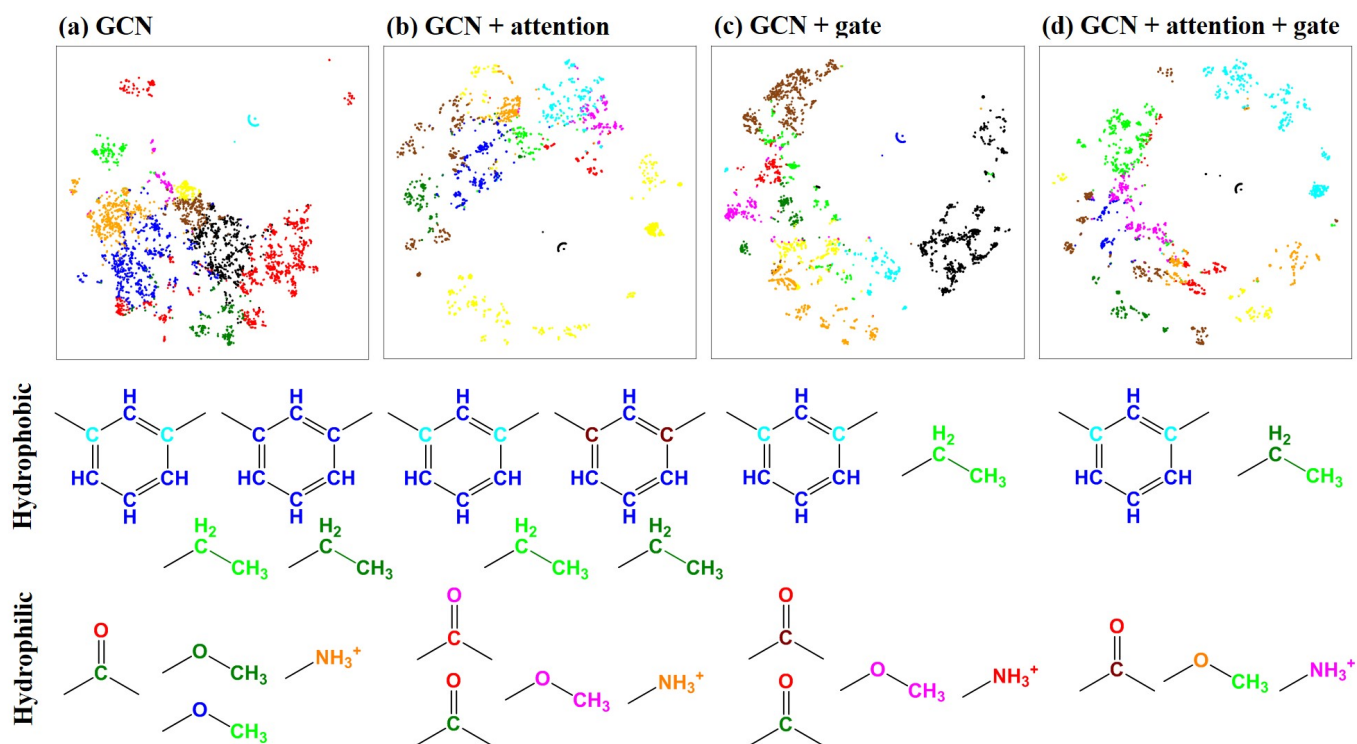 (a) GCN
(b) GCN + attention
(c) GCN + gate
(d) GCN + attention + gate
Hydrophobic
H H H H H H
C C C C C C
C C C C C C C C C C C C
H2 C CH3
H2 C CH3
HC CH HC CH HC CH HC CH HC CH HC CH
C C C C C C
H H H H H H
H2 H2 H2 H2
C C C C
CH3 CH3 CH3 CH3
Hydrophilic
O
C
O CH3
NH3+
O CH3
O
C
O
C
O CH3
NH3+
O
C
O
C
O CH3
NH3+
O
C
O CH3
NH3+